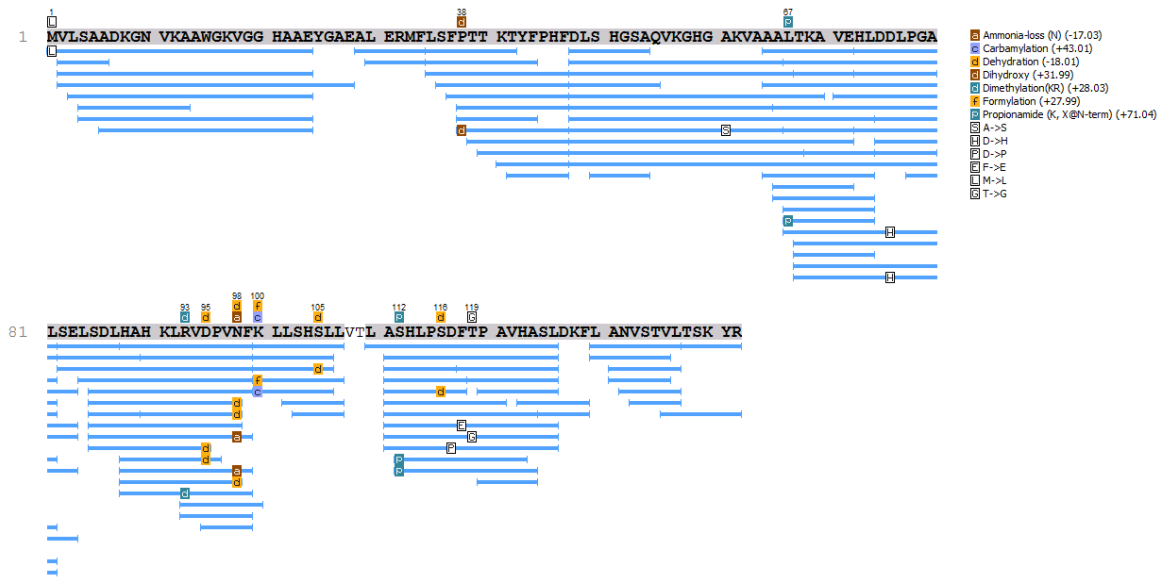 1 38 67
L d p
1 MVLSAADKGN VKAAWGKVGG HAAEYGAEAL ERMFLSFPTT KTYFPHFDLS HGSAQVKGHG AKVAAALTKA VEHLDDLPGA
L
d S
p
H
H
a Ammonia-loss (N) (-17.03)
c Carbamylation (+43.01)
d Dehydration (-18.01)
d Dihydroxy (+31.99)
d Dimethylation(KR) (+28.03)
f Formylation (+27.99)
p Propionamide (K, X@N-term) (+71.04)
S A->S
H D->H
P D->P
E F->E
L M->L
G T->G
98 100
d f
93 95 98 100 105 112 116 119
d d a c d p d G
81 LSELSDLHAH KLRVDPVNFK LLSHSLLVTL ASHLPSDFTP AVHASLDKFL ANVSTVLTSK YR
d
f
c d
d
d
E
a G
d P
d p
a p
d
d